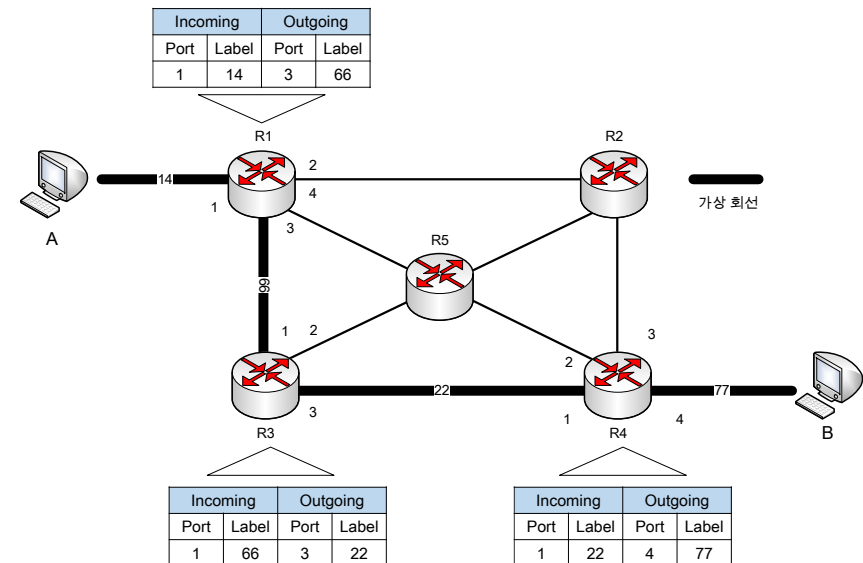 Incoming Outgoing
Port Label Port Label
1 14 3 66
R1
R2
14
2
4
1
3
가상 회선
A
R5
66
1 2
3
2
22
77
3
1
4
R3
R4
B
Incoming Outgoing
Port Label Port Label
1 66 3 22
Incoming Outgoing
Port Label Port Label
1 22 4 77